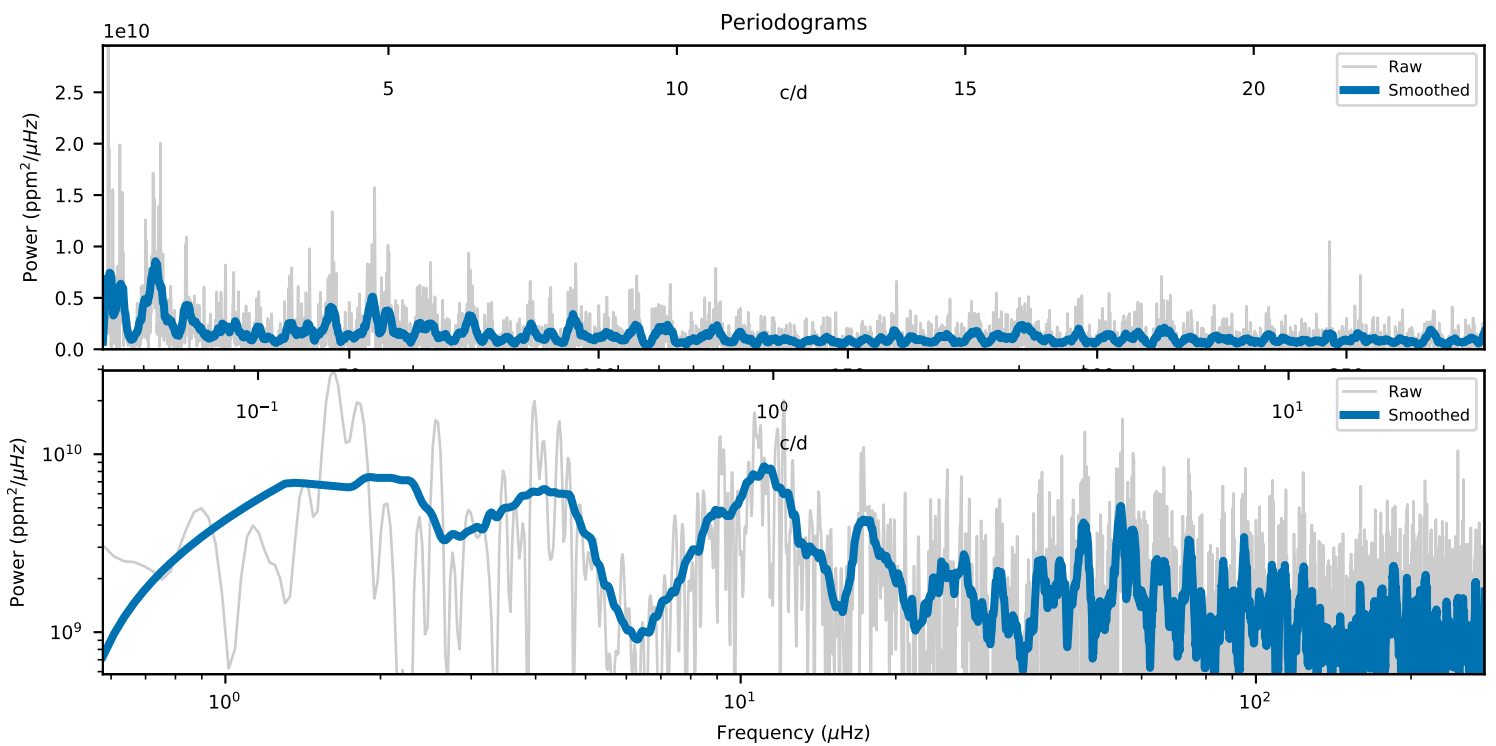 Periodograms
1e10
5 10 15 20
c/d
Raw
Smoothed
2.5
2.0
1.5
1.0
0.5
0.0
Power (ppm²/μHz)
10⁻¹ 10⁰ 10¹
c/d
Raw
Smoothed
10¹⁰
10⁹
Power (ppm²/μHz)
10⁰ 10¹ 10²
Frequency (μHz)